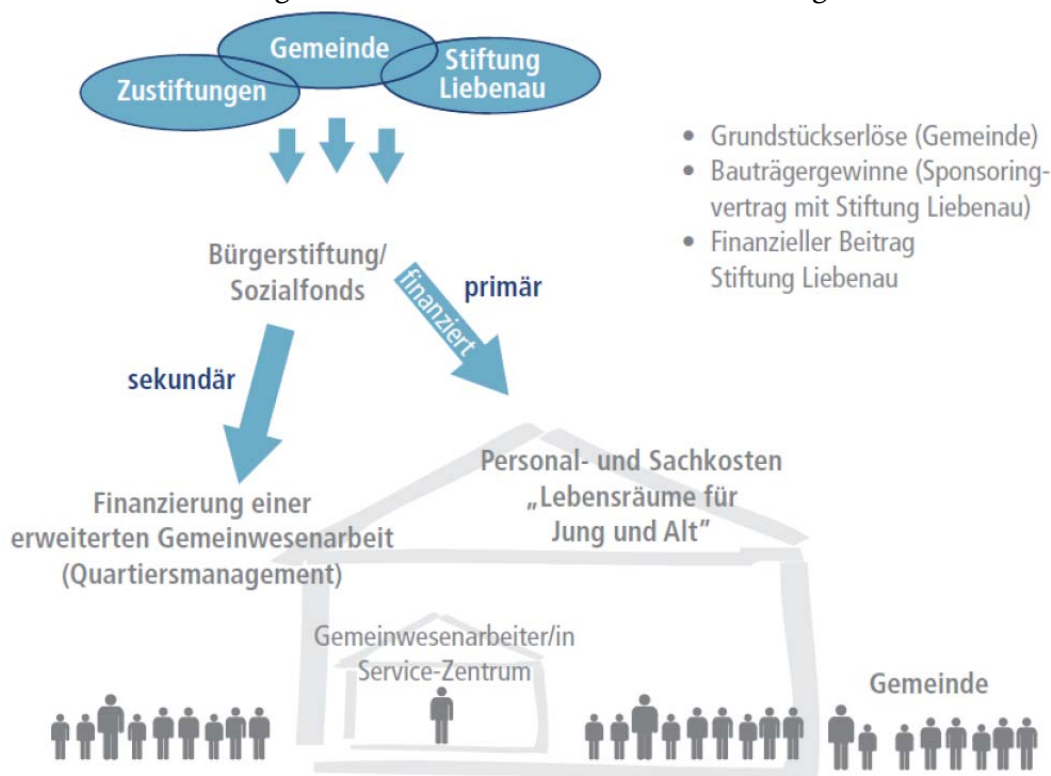 Gemeinde
Zustiftungen
Stiftung
Liebenau
• Grundstückserlöse (Gemeinde)
• Bauträgergewinne (Sponsoring-
vertrag mit Stiftung Liebenau)
• Finanzieller Beitrag
Stiftung Liebenau
Bürgerstiftung/
Sozialfonds
finanziert
primär
sekundär
Personal- und Sachkosten
„Lebensräume für
Jung und Alt”
Finanzierung einer
erweiterten Gemeinwesenarbeit
(Quartiersmanagement)
Gemeinwesenarbeiter/in
Service-Zentrum
Gemeinde